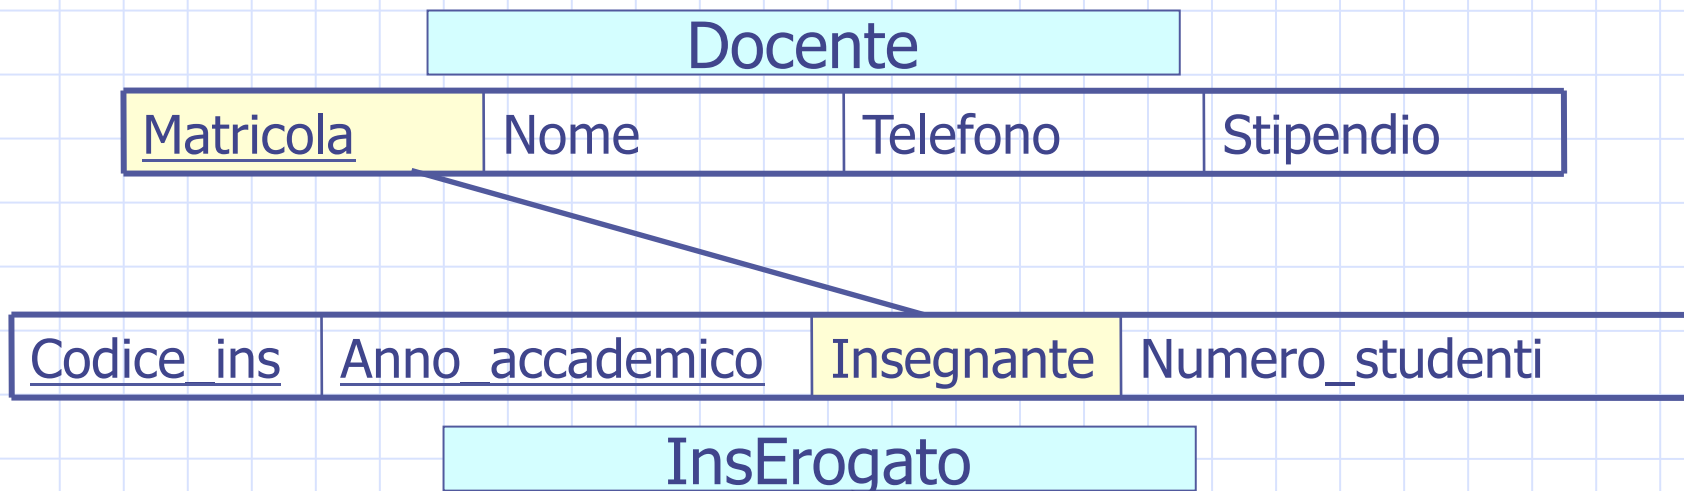 Docente
Matricola Nome Telefono Stipendio
Codice_ins Anno_accademico Insegnante Numero_studenti
InsErogato